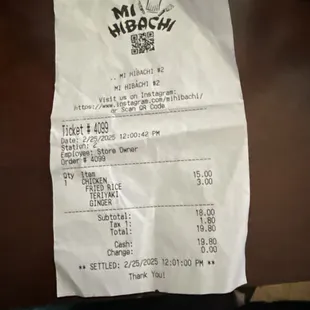 MI
HIBACHI
.. MI HIBACHI #2
.
MI HIBACHI #2
Visit us on Instagram:
https://www.instagram.com/mihibachi/
or Scan QR Code
Ticket # 4099
Date: 2/25/2025 12:00:42 PM
Station: 2
Employee: Store Owner
Order # 4099
Qty Item
1 CHICKEN 15.00
FRIED RICE 3.00
TERIYAKI
GINGER
Subtotal: 18.00
Tax 1: 1.80
Total: 19.80
Cash: 19.80
Change: 0.00
** SETTLED: 2/25/2025 12:01:00 PM **
Thank You!